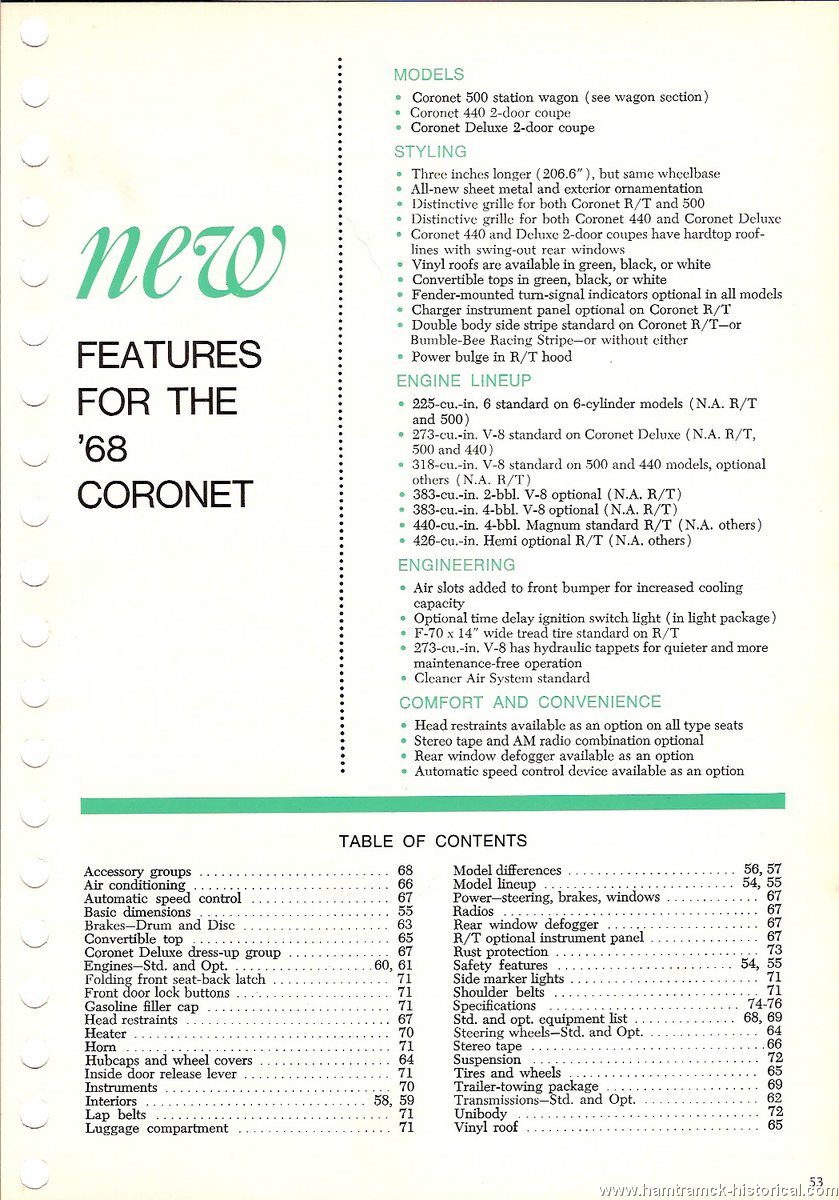 new
FEATURES
FOR THE
'68
CORONET
MODELS
• Coronet 500 station wagon (see wagon section)
• Coronet 440 2-door coupe
• Coronet Deluxe 2-door coupe
STYLING
• Three inches longer (206.6"), but same wheelbase
• All-new sheet metal and exterior ornamentation
• Distinctive grille for both Coronet R/T and 500
• Distinctive grille for both Coronet 440 and Coronet Deluxe
• Coronet 440 and Deluxe 2-door coupes have hardtop roof-
lines with swing-out rear windows
• Vinyl roofs are available in green, black, or white
• Convertible tops in green, black, or white
• Fender-mounted turn-signal indicators optional in all models
• Charger instrument panel optional on Coronet R/T
• Double body side stripe standard on Coronet R/T—or
Bumble-Bee Racing Stripe—or without either
• Power bulge in R/T hood
ENGINE LINEUP
• 225-cu.-in. 6 standard on 6-cylinder models (N.A. R/T
and 500)
• 273-cu.-in. V-8 standard on Coronet Deluxe (N.A. R/T,
500 and 440)
• 318-cu.-in. V-8 standard on 500 and 440 models, optional
others (N.A. R/T)
• 383-cu.-in. 2-bbl. V-8 optional (N.A. R/T)
• 383-cu.-in. 4-bbl. V-8 optional (N.A. R/T)
• 440-cu.-in. 4-bbl. Magnum standard R/T (N.A. others)
• 426-cu.-in. Hemi optional R/T (N.A. others)
ENGINEERING
• Air slots added to front bumper for increased cooling
capacity
• Optional time delay ignition switch light (in light package)
• F-70 x 14" wide tread tire standard on R/T
• 273-cu.-in. V-8 has hydraulic tappets for quieter and more
maintenance-free operation
• Cleaner Air System standard
COMFORT AND CONVENIENCE
• Head restraints available as an option on all type seats
• Stereo tape and AM radio combination optional
• Rear window defogger available as an option
• Automatic speed control device available as an option
TABLE OF CONTENTS
Accessory groups . . . . . 68
Air conditioning . . . . . 66
Automatic speed control . . . . . 67
Basic dimensions . . . . . 55
Brakes—Drum and Disc . . . . . 63
Convertible top . . . . . 65
Coronet Deluxe dress-up group . . . . . 67
Engines—Std. and Opt. . . . . . 60, 61
Folding front seat-back latch . . . . . 71
Front door lock buttons . . . . . 71
Gasoline filler cap . . . . . 71
Head restraints . . . . . 67
Heater . . . . . 70
Horn . . . . . 71
Hubcaps and wheel covers . . . . . 64
Inside door release lever . . . . . 71
Instruments . . . . . 70
Interiors . . . . . 58, 59
Lap belts . . . . . 71
Luggage compartment . . . . . 71
Model differences . . . . . 56, 57
Model lineup . . . . . 54, 55
Power—steering, brakes, windows . . . . . 67
Radios . . . . . 67
Rear window defogger . . . . . 67
R/T optional instrument panel . . . . . 67
Rust protection . . . . . 73
Safety features . . . . . 54, 55
Side marker lights . . . . . 71
Shoulder belts . . . . . 71
Specifications . . . . . 74-76
Std. and opt. equipment list . . . . . 68, 69
Steering wheels—Std. and Opt. . . . . . 64
Stereo tape . . . . . 66
Suspension . . . . . 72
Tires and wheels . . . . . 65
Trailer-towing package . . . . . 69
Transmissions—Std. and Opt. . . . . . 62
Unibody . . . . . 72
Vinyl roof . . . . . 65
53
www.hamtramck-historical.com